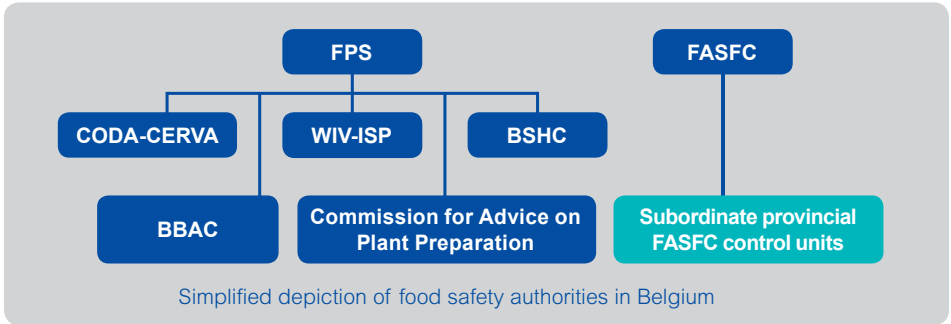 FPS
FASFC
CODA-CERVA
WIV-ISP
BSHC
BBAC
Commission for Advice on
Plant Preparation
Subordinate provincial
FASFC control units
Simplified depiction of food safety authorities in Belgium